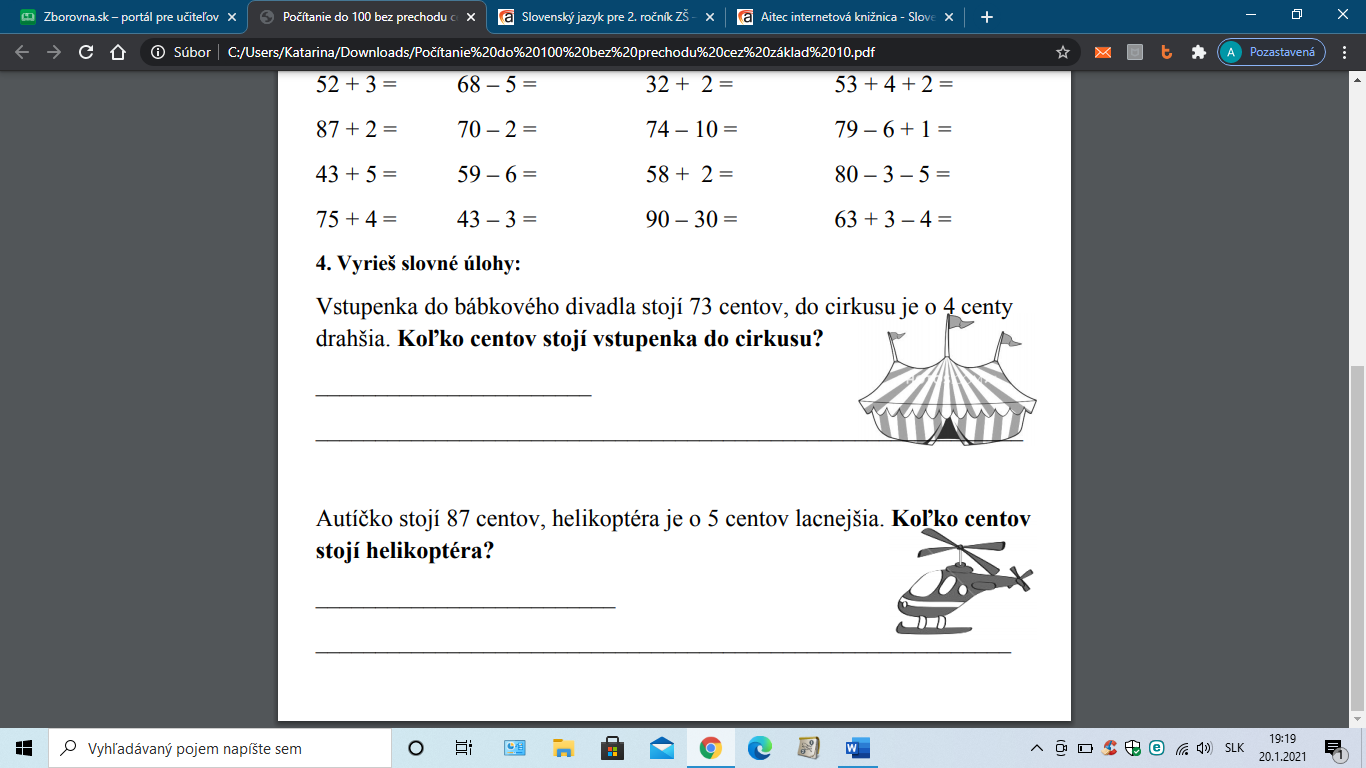 Zborovna.sk – portál pre učiteľov
Počítanie do 100 bez prechodu c
Slovenský jazyk pre 2. ročník ZŠ -
Aitec internetová knižnica - Slove
Súbor | C:/Users/Katarina/Downloads/Počítanie%20do%20100%20bez%20prechodu%20cez%20základ%2010.pdf
A Pozastavená
52 + 3 = 68 – 5 = 32 + 2 = 53 + 4 + 2 =
87 + 2 = 70 – 2 = 74 – 10 = 79 – 6 + 1 =
43 + 5 = 59 – 6 = 58 + 2 = 80 – 3 – 5 =
75 + 4 = 43 – 3 = 90 – 30 = 63 + 3 – 4 =
4. Vyrieš slovné úlohy:
Vstupenka do bábkového divadla stojí 73 centov, do cirkusu je o 4 centy
drahšia. Koľko centov stojí vstupenka do cirkusu?
Autíčko stojí 87 centov, helikoptéra je o 5 centov lacnejšia. Koľko centov
stojí helikoptéra?
Vyhľadávaný pojem napíšte sem
SLK
19:19
20.1.2021
1